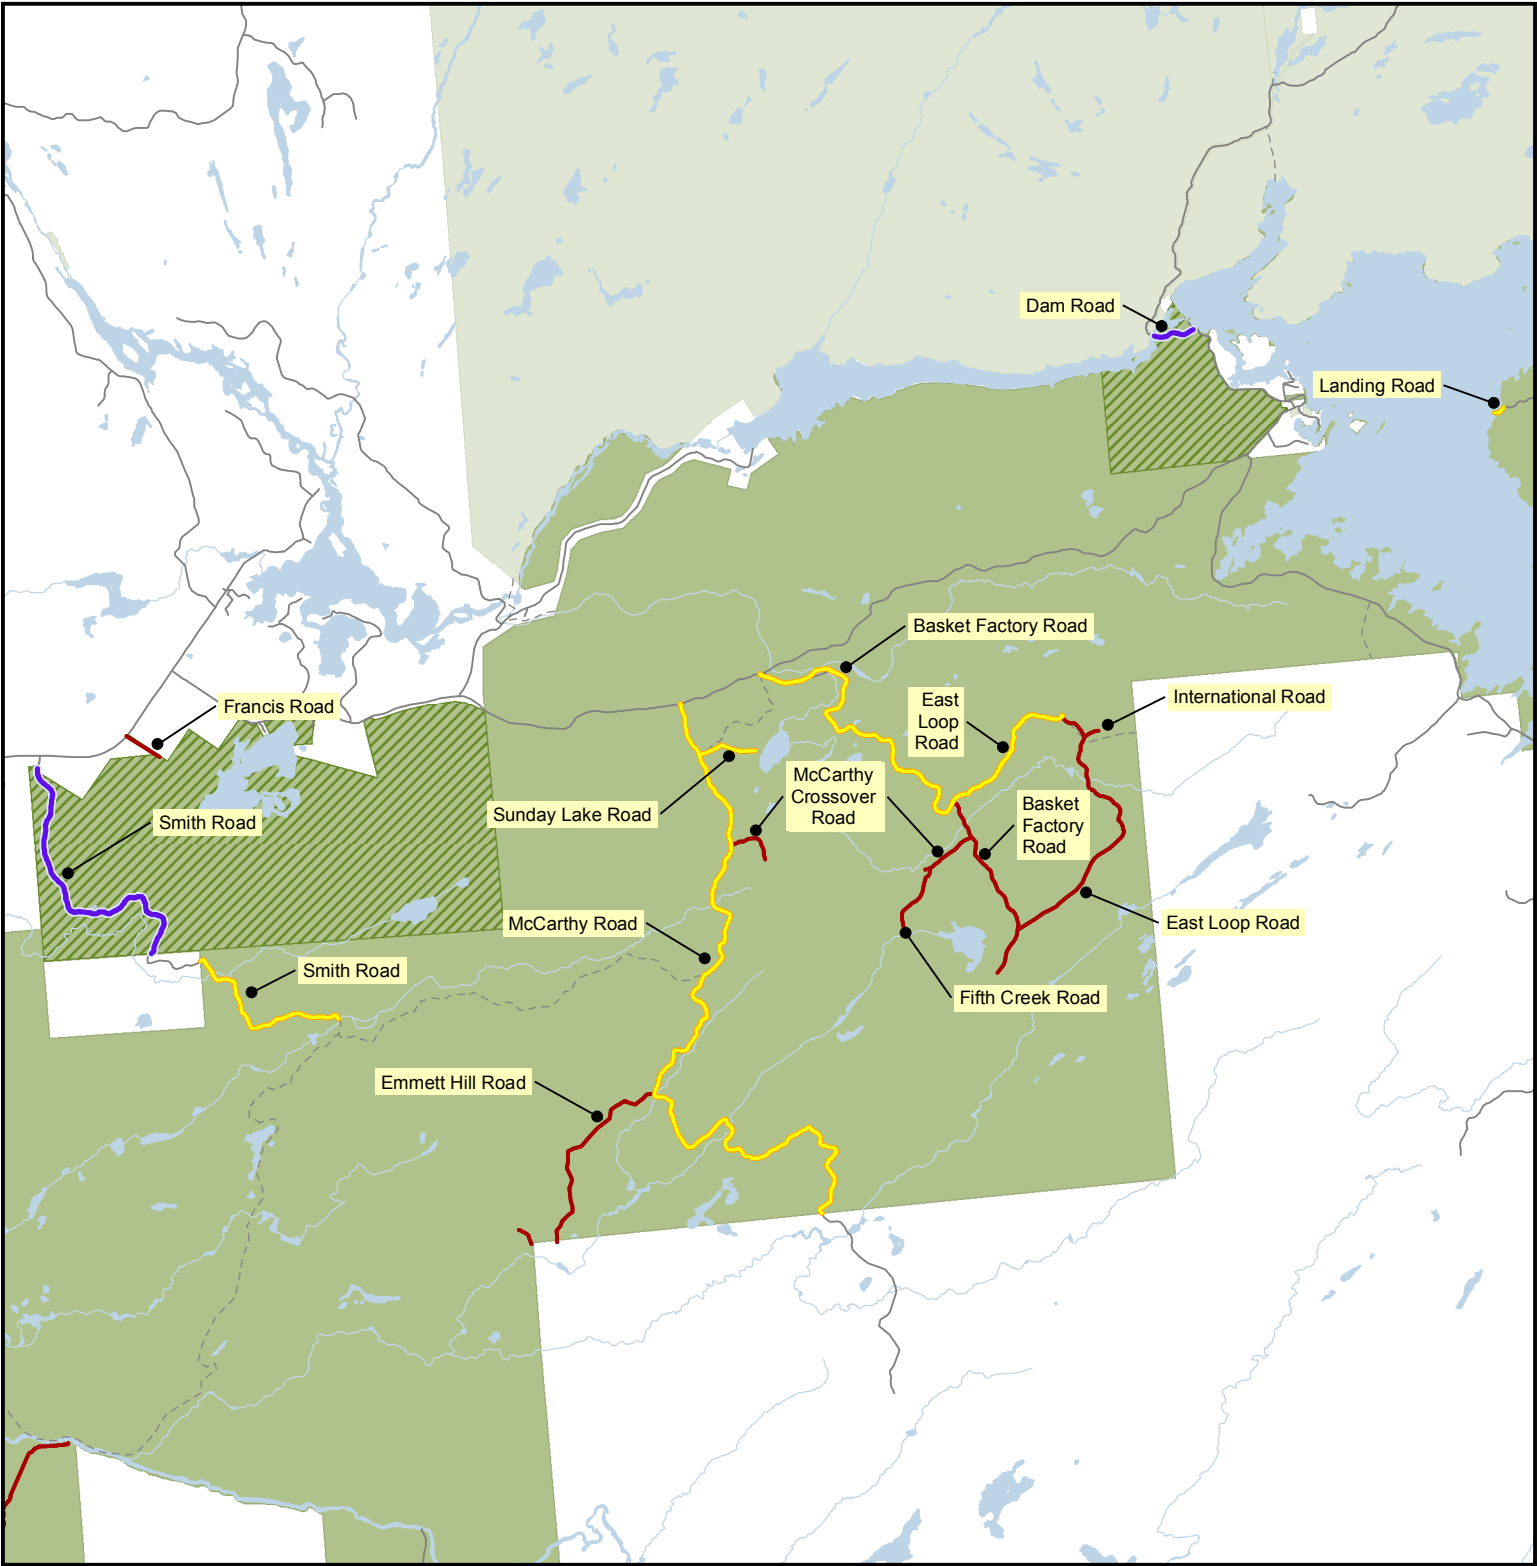 Dam Road
Landing Road
Basket Factory Road
East
Loop
Road
International Road
Francis Road
McCarthy
Crossover
Road
Basket
Factory
Road
Sunday Lake Road
Smith Road
McCarthy Road
East Loop Road
Smith Road
Fifth Creek Road
Emmett Hill Road